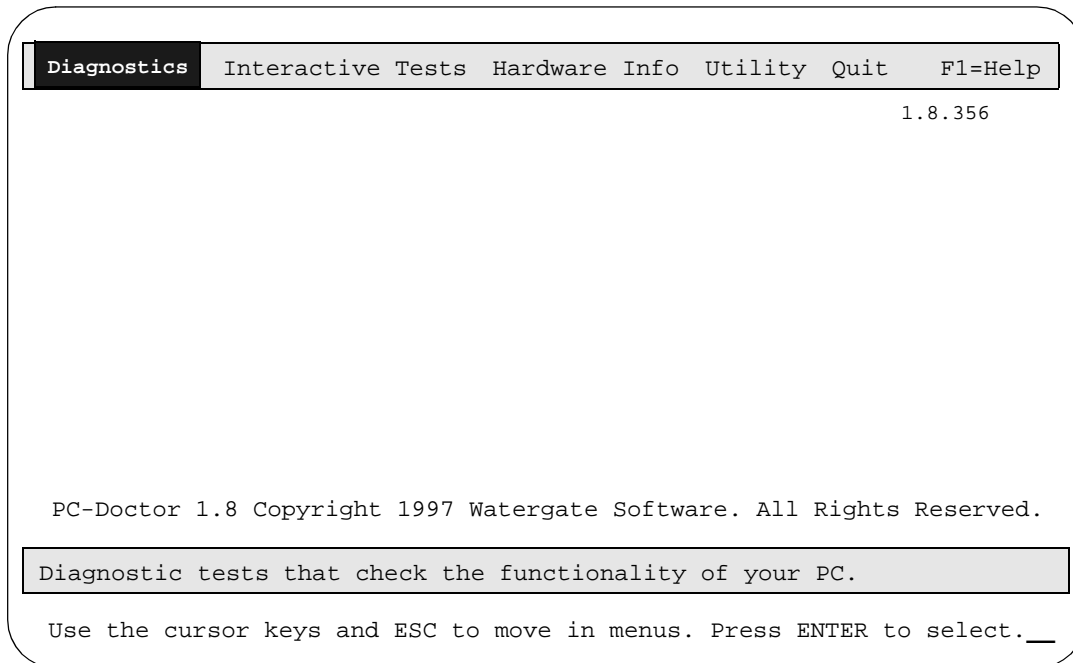 Diagnostics Interactive Tests Hardware Info Utility Quit F1=Help
1.8.356
PC-Doctor 1.8 Copyright 1997 Watergate Software. All Rights Reserved.
Diagnostic tests that check the functionality of your PC.
Use the cursor keys and ESC to move in menus. Press ENTER to select.__